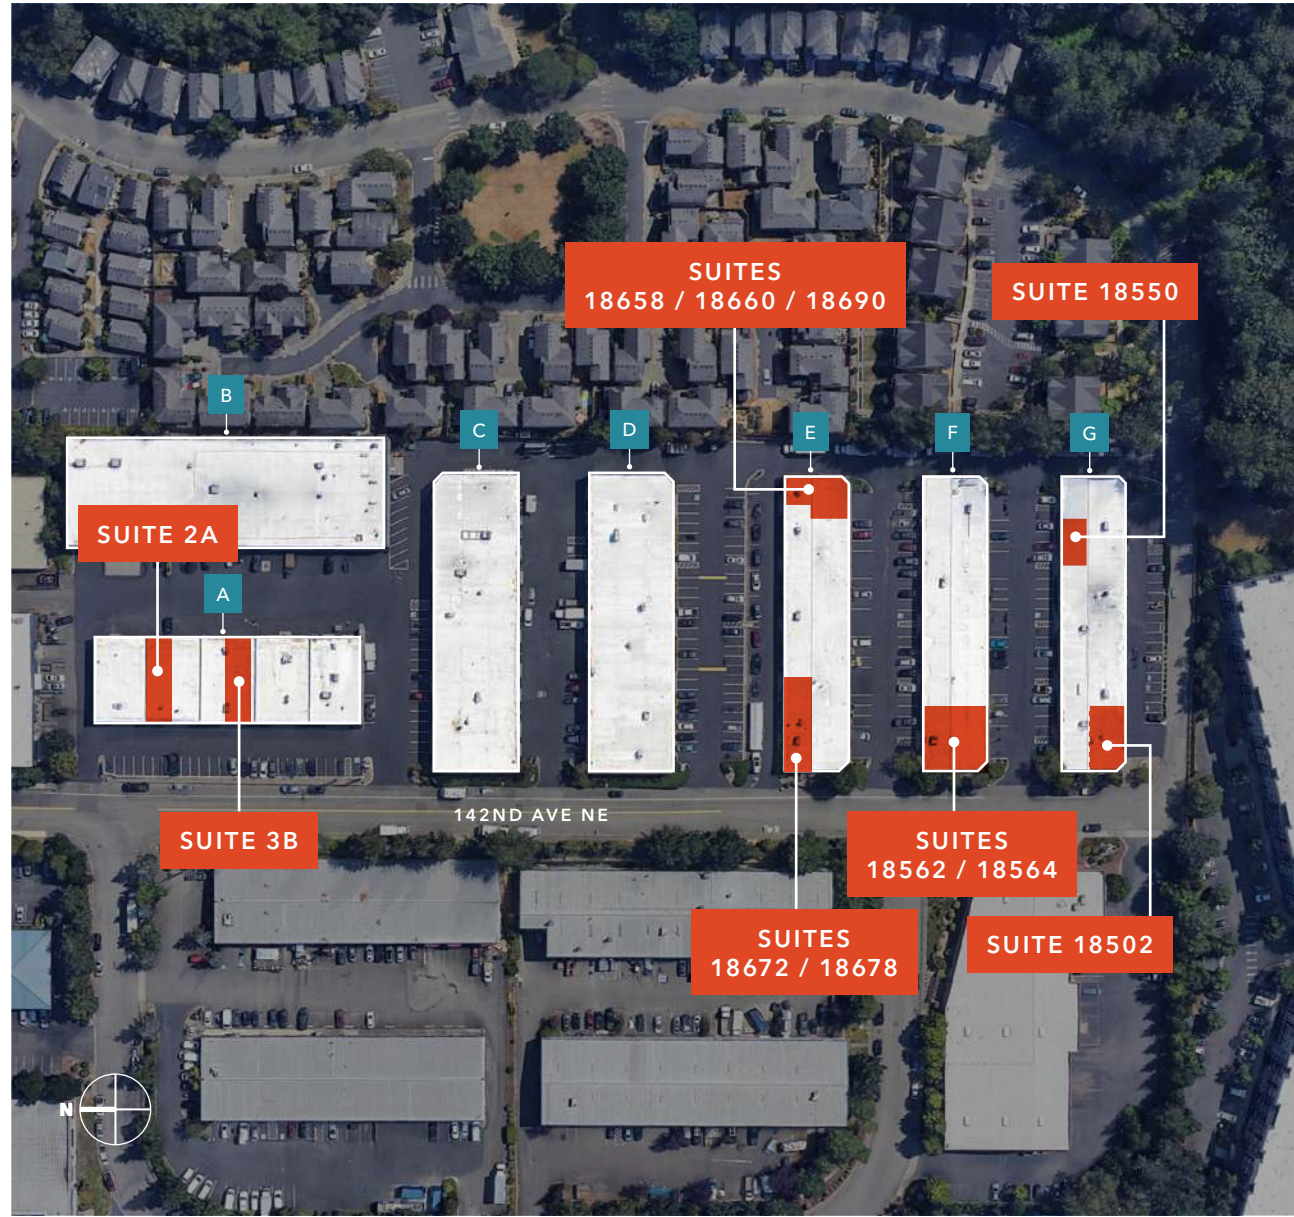 SUITES
18658 / 18660 / 18690
SUITE 18550
B
C
D
E
F
G
SUITE 2A
A
142ND AVE NE
SUITE 3B
SUITES
18562 / 18564
SUITES
18672 / 18678
SUITE 18502
N